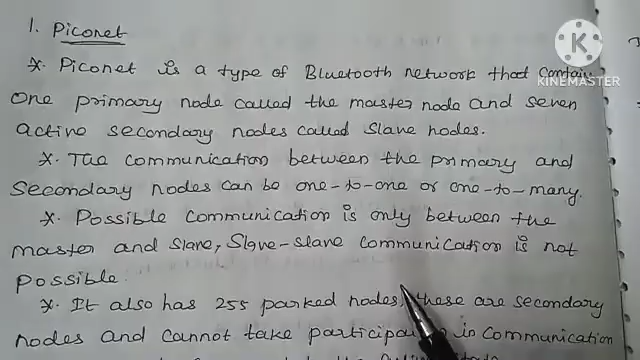 1. Piconet
*. Piconet is a type of Bluetooth network that contain
one primary node called the master node and seven
active secondary nodes called slave nodes.
*. The communication between the primary and
secondary nodes can be one-to-one or one-to-many.
*. Possible communication is only between the
master and slave, Slave-slave communication is not
possible.
*. It also has 255 parked nodes, these are secondary
nodes and cannot take participa in communication
K
KINEMASTER